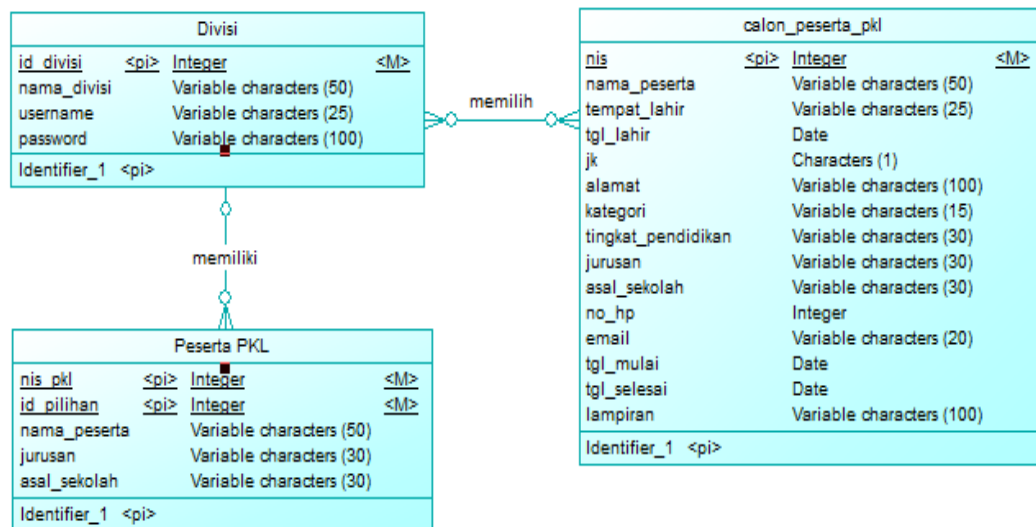 Divisi
id_divisi <pi> Integer <M>
nama_divisi Variable characters (50)
username Variable characters (25)
password Variable characters (100)
Identifier_1 <pi>
memilih
calon_peserta_pkl
nis <pi> Integer <M>
nama_peserta Variable characters (50)
tempat_lahir Variable characters (25)
tgl_lahir Date
jk Characters (1)
alamat Variable characters (100)
kategori Variable characters (15)
tingkat_pendidikan Variable characters (30)
jurusan Variable characters (30)
asal_sekolah Variable characters (30)
no_hp Integer
email Variable characters (20)
tgl_mulai Date
tgl_selesai Date
lampiran Variable characters (100)
Identifier_1 <pi>
memiliki
Peserta PKL
nis_pkl <pi> Integer <M>
id_pilihan <pi> Integer <M>
nama_peserta Variable characters (50)
jurusan Variable characters (30)
asal_sekolah Variable characters (30)
Identifier_1 <pi>